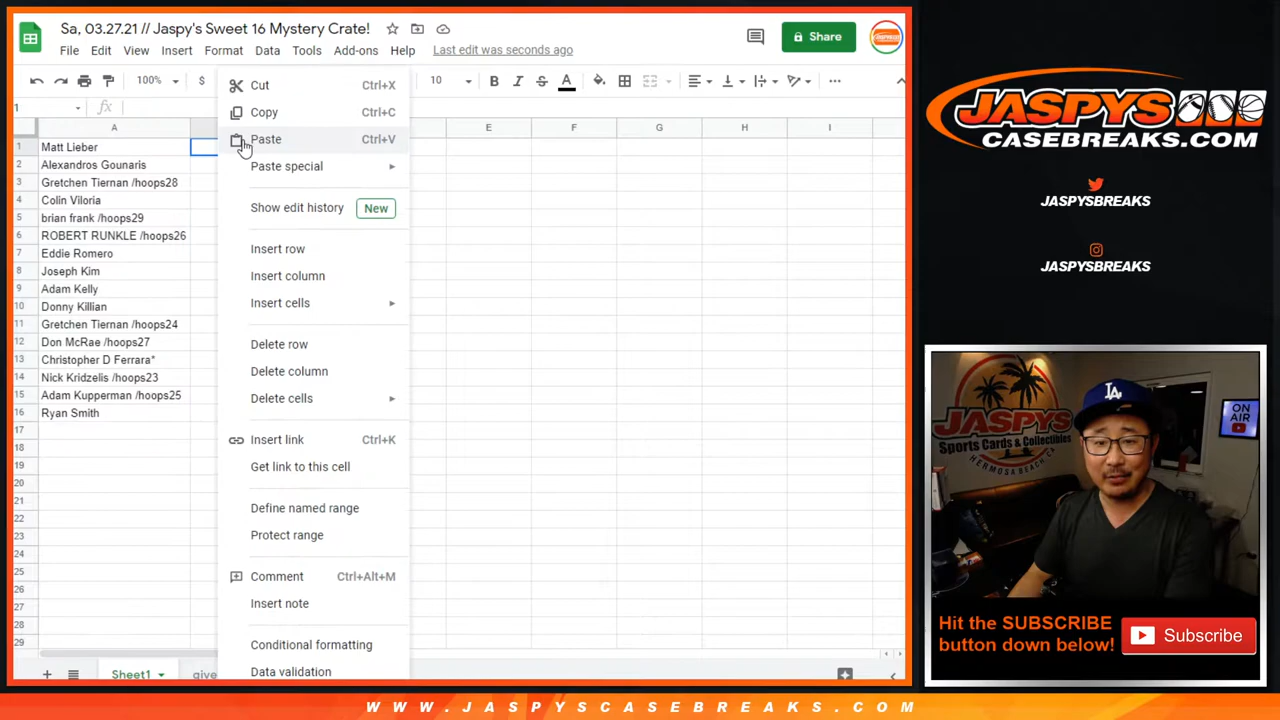 Sa, 03.27.21 // Jaspy's Sweet 16 Mystery Crate!
File Edit View Insert Format Data Tools Add-ons Help Last edit was seconds ago
Share
100% $ 10 B I S A
1 fx
A E F G H I
1 Matt Lieber
2 Alexandros Gounaris
3 Gretchen Tiernan /hoops28
4 Colin Viloria
5 brian frank /hoops29
6 ROBERT RUNKLE /hoops26
7 Eddie Romero
8 Joseph Kim
9 Adam Kelly
10 Donny Killian
11 Gretchen Tiernan /hoops24
12 Don McRae /hoops27
13 Christopher D Ferrara*
14 Nick Kridzelis /hoops23
15 Adam Kupperman /hoops25
16 Ryan Smith
17
18
19
20
21
22
23
24
25
26
27
28
29
Cut Ctrl+X
Copy Ctrl+C
Paste Ctrl+V
Paste special
Show edit history New
Insert row
Insert column
Insert cells
Delete row
Delete column
Delete cells
Insert link Ctrl+K
Get link to this cell
Define named range
Protect range
Comment Ctrl+Alt+M
Insert note
Conditional formatting
Data validation
Sheet1 give
JASPYS
CASEBREAKS.COM
JASPYSBREAKS
JASPYSBREAKS
JASPYS
Sports Cards & Collectibles
HERMOSA BEACH, CA
LA
ON
AIR
Hit the SUBSCRIBE
button down below!
Subscribe
WWW.JASPYSCASEBREAKS.COM